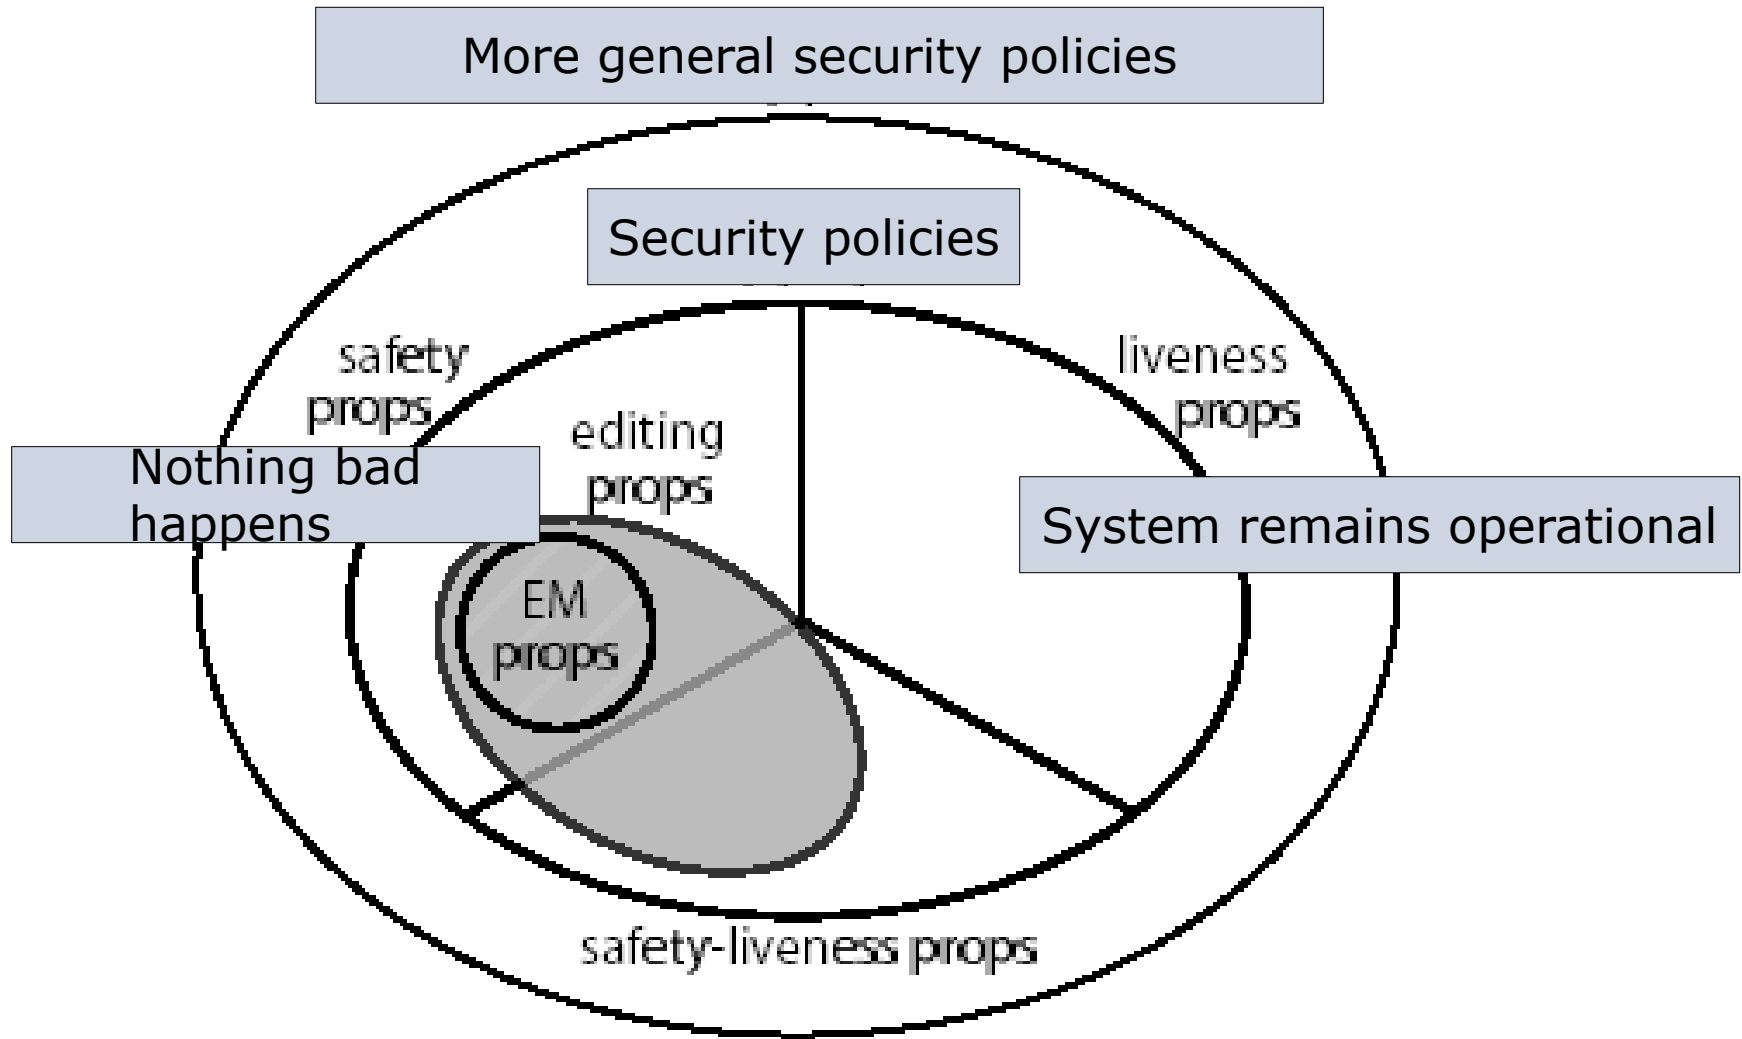 More general security policies
Security policies
safety
props
liveness
props
editing
props
Nothing bad
happens
System remains operational
EM
props
safety-liveness props